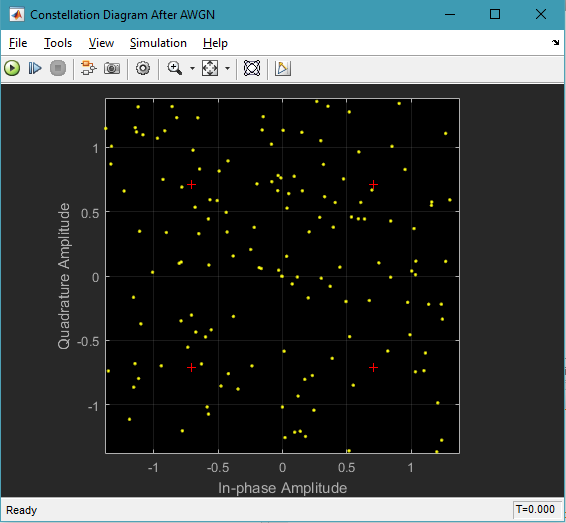 Constellation Diagram After AWGN
File Tools View Simulation Help
1
0.5
0
-0.5
-1
Quadrature Amplitude
-1 -0.5 0 0.5 1
In-phase Amplitude
Ready T=0.000